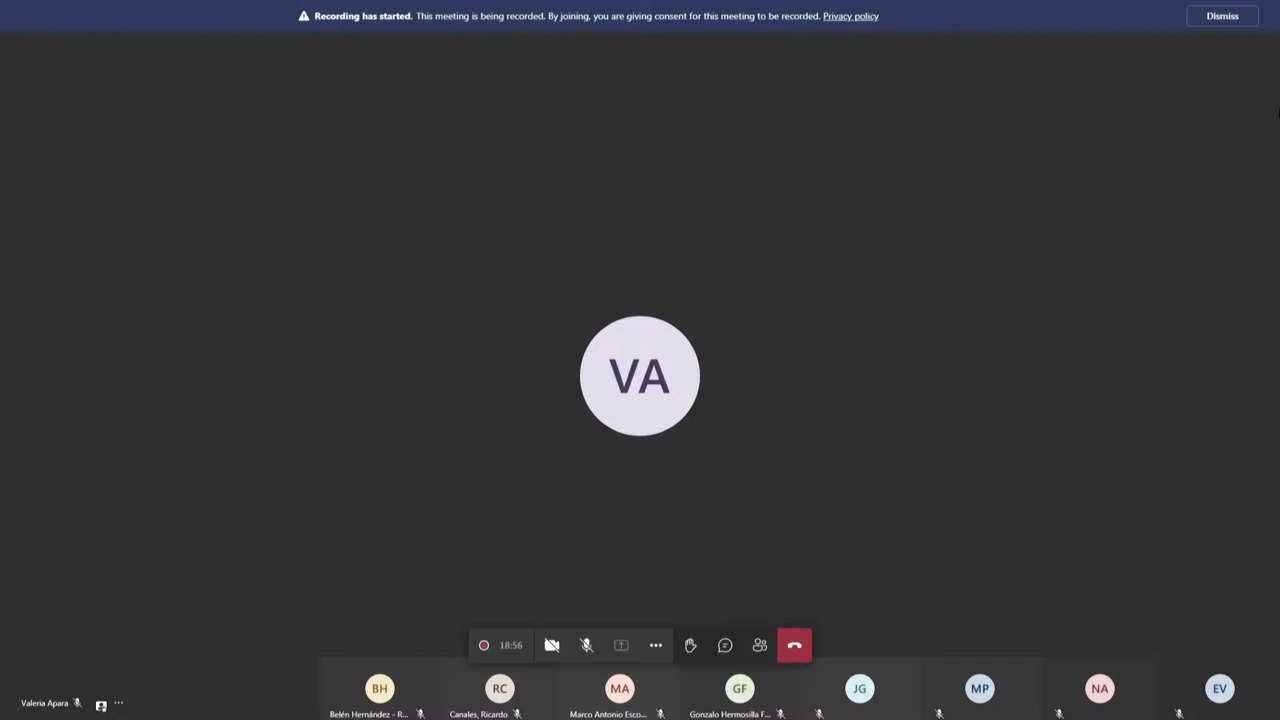 Recording has started. This meeting is being recorded. By joining, you are giving consent for this meeting to be recorded. Privacy policy
Dismiss
VA
18:56
BH
RC
MA
GF
JG
MP
NA
EV
Valeria Apara
Belén Hernández - R...
Canales, Ricardo
Marco Antonio Esco...
Gonzalo Hermosilla F...